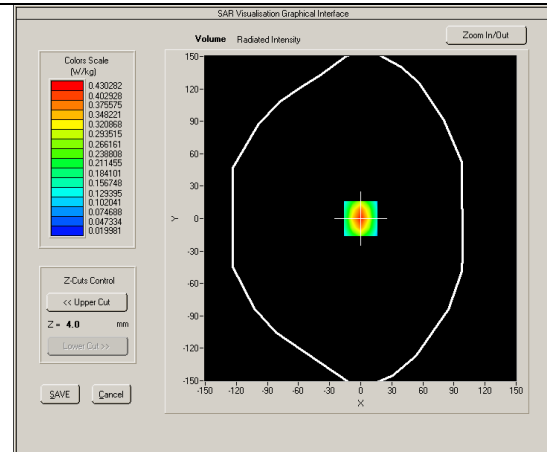 SAR Visualisation Graphical Interface
Volume Radiated Intensity
Zoom In/Out
Colors Scale
(W/kg)
0.430282
0.402928
0.375575
0.348221
0.320868
0.293515
0.266161
0.238808
0.211455
0.184101
0.156748
0.129395
0.102041
0.074688
0.047334
0.019981
Z-Cuts Control
<< Upper Cut
Z = 4.0 mm
Lower Cut >>
SAVE Cancel
150
120
90
60
30
0
-30
-60
-90
-120
-150
Y
-150 -120 -90 -60 -30 0 30 60 90 120 150
X